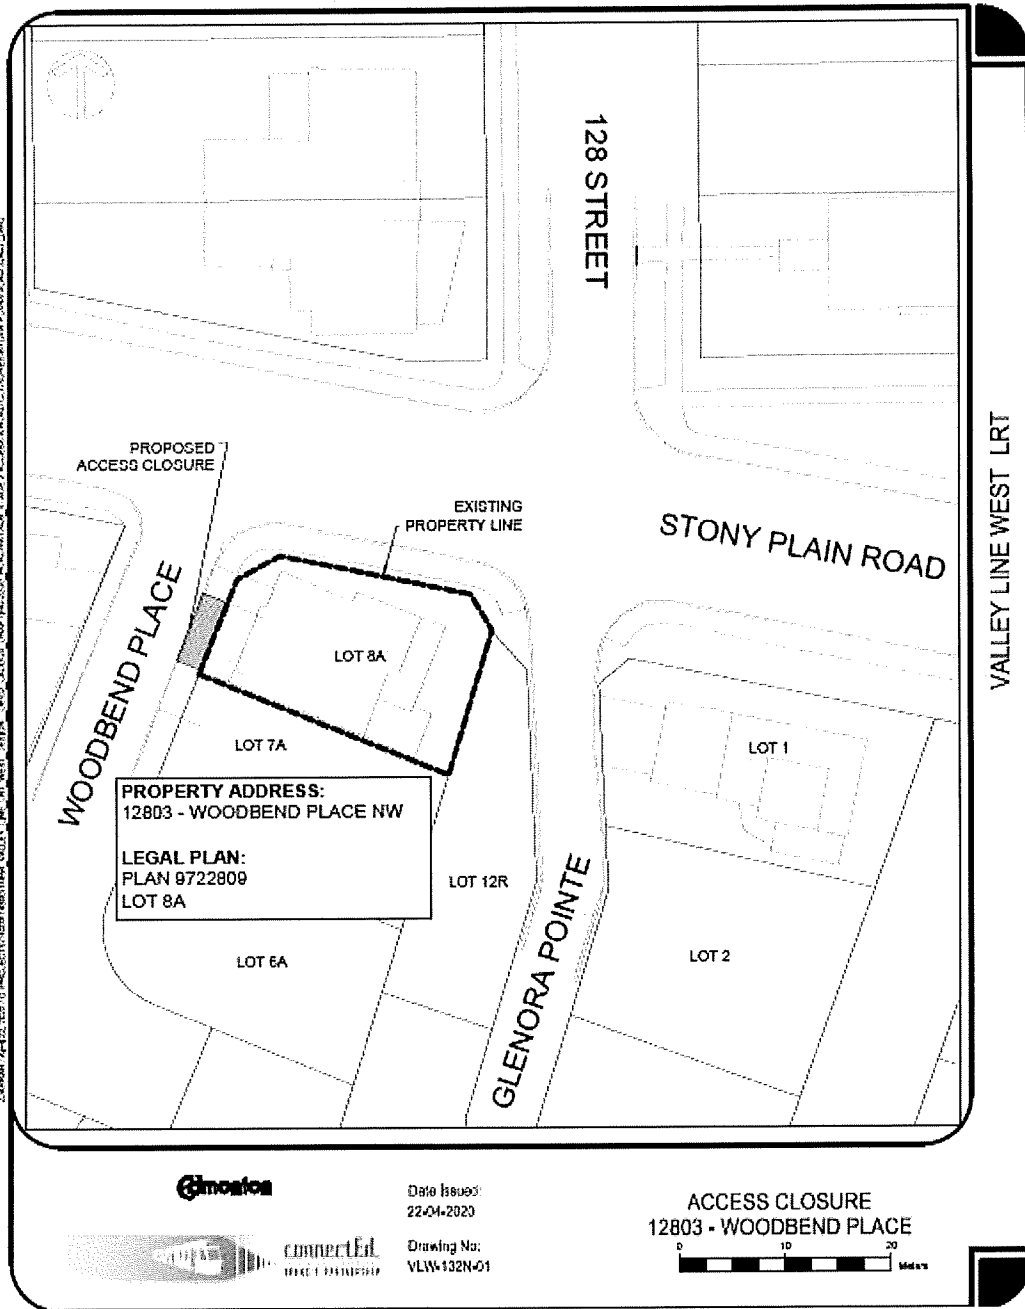 128 STREET
PROPOSED
ACCESS CLOSURE
EXISTING
PROPERTY LINE
STONY PLAIN ROAD
WOODBEND PLACE
LOT 8A
LOT 7A
LOT 1
PROPERTY ADDRESS:
12803 - WOODBEND PLACE NW
LEGAL PLAN:
PLAN 9722809
LOT 8A
LOT 12R
LOT 6A
LOT 2
GLENORA POINTE
VALLEY LINE WEST LRT
Edmonton
connectEd
Date Issued:
22-04-2020
Drawing No:
VLW-132N-01
ACCESS CLOSURE
12803 - WOODBEND PLACE
0 10 20
Meters